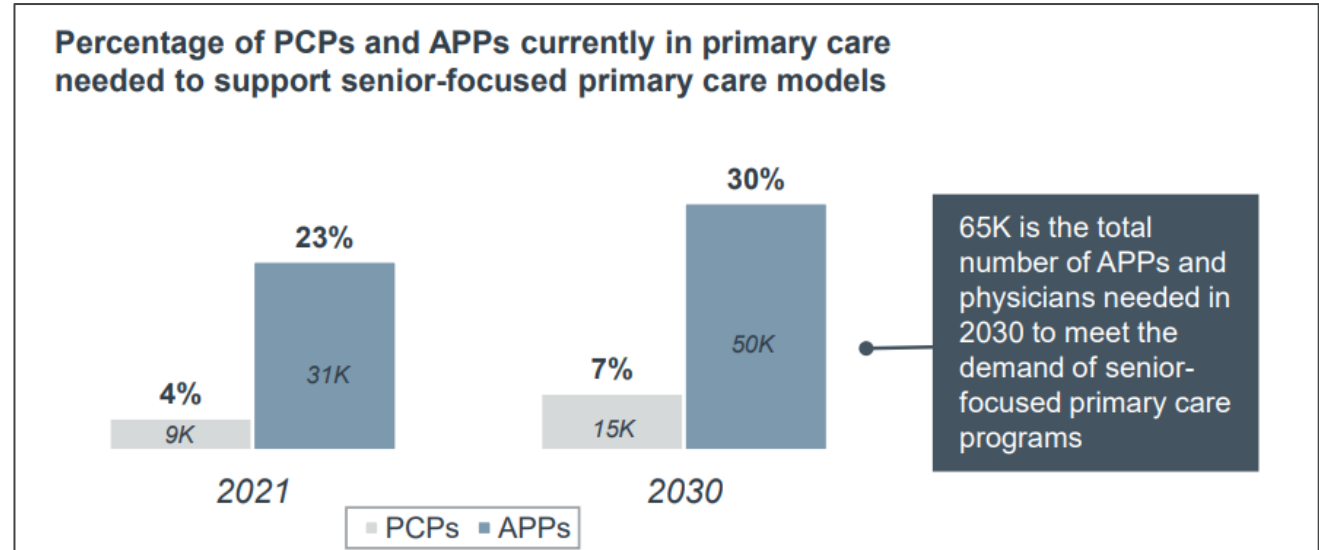 Percentage of PCPs and APPs currently in primary care
needed to support senior-focused primary care models
30%
23%
7%
4%
50K
31K
15K
9K
2021
2030
PCPs APPs
65K is the total
number of APPs and
physicians needed in
2030 to meet the
demand of senior-
focused primary care
programs